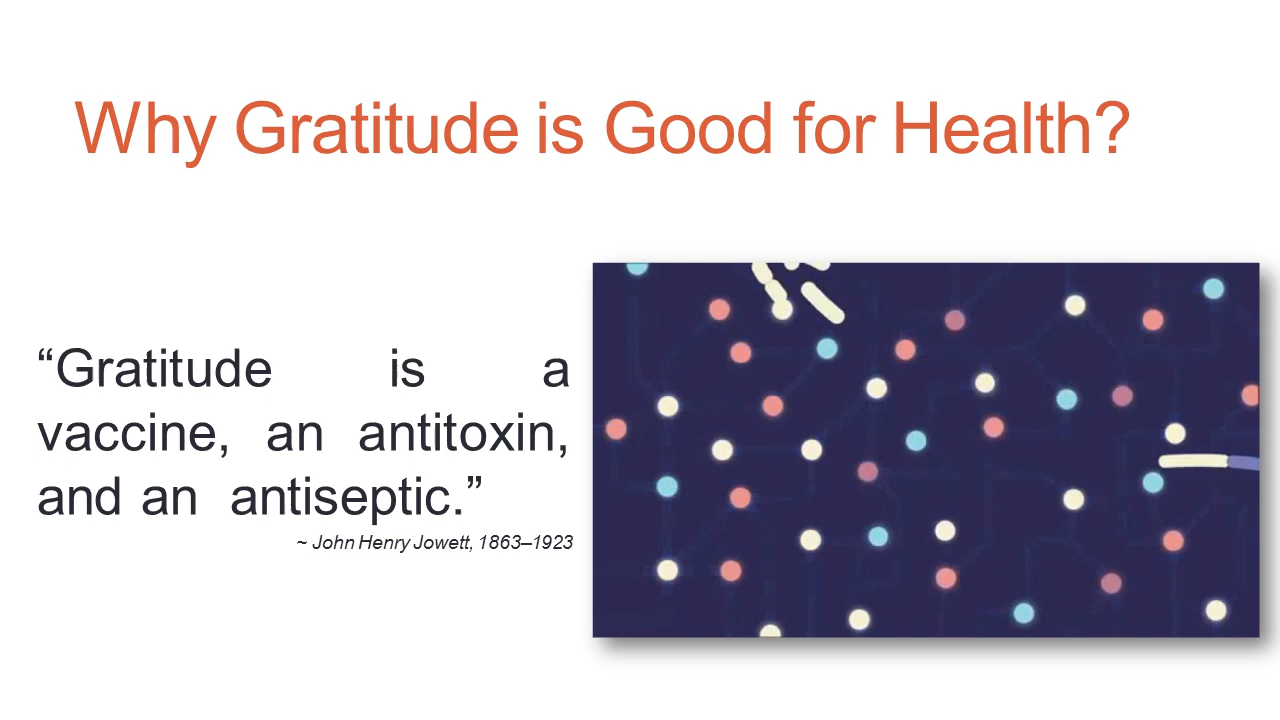 Why Gratitude is Good for Health?
“Gratitude is a
vaccine, an antitoxin,
and an antiseptic.”
~ John Henry Jowett, 1863–1923